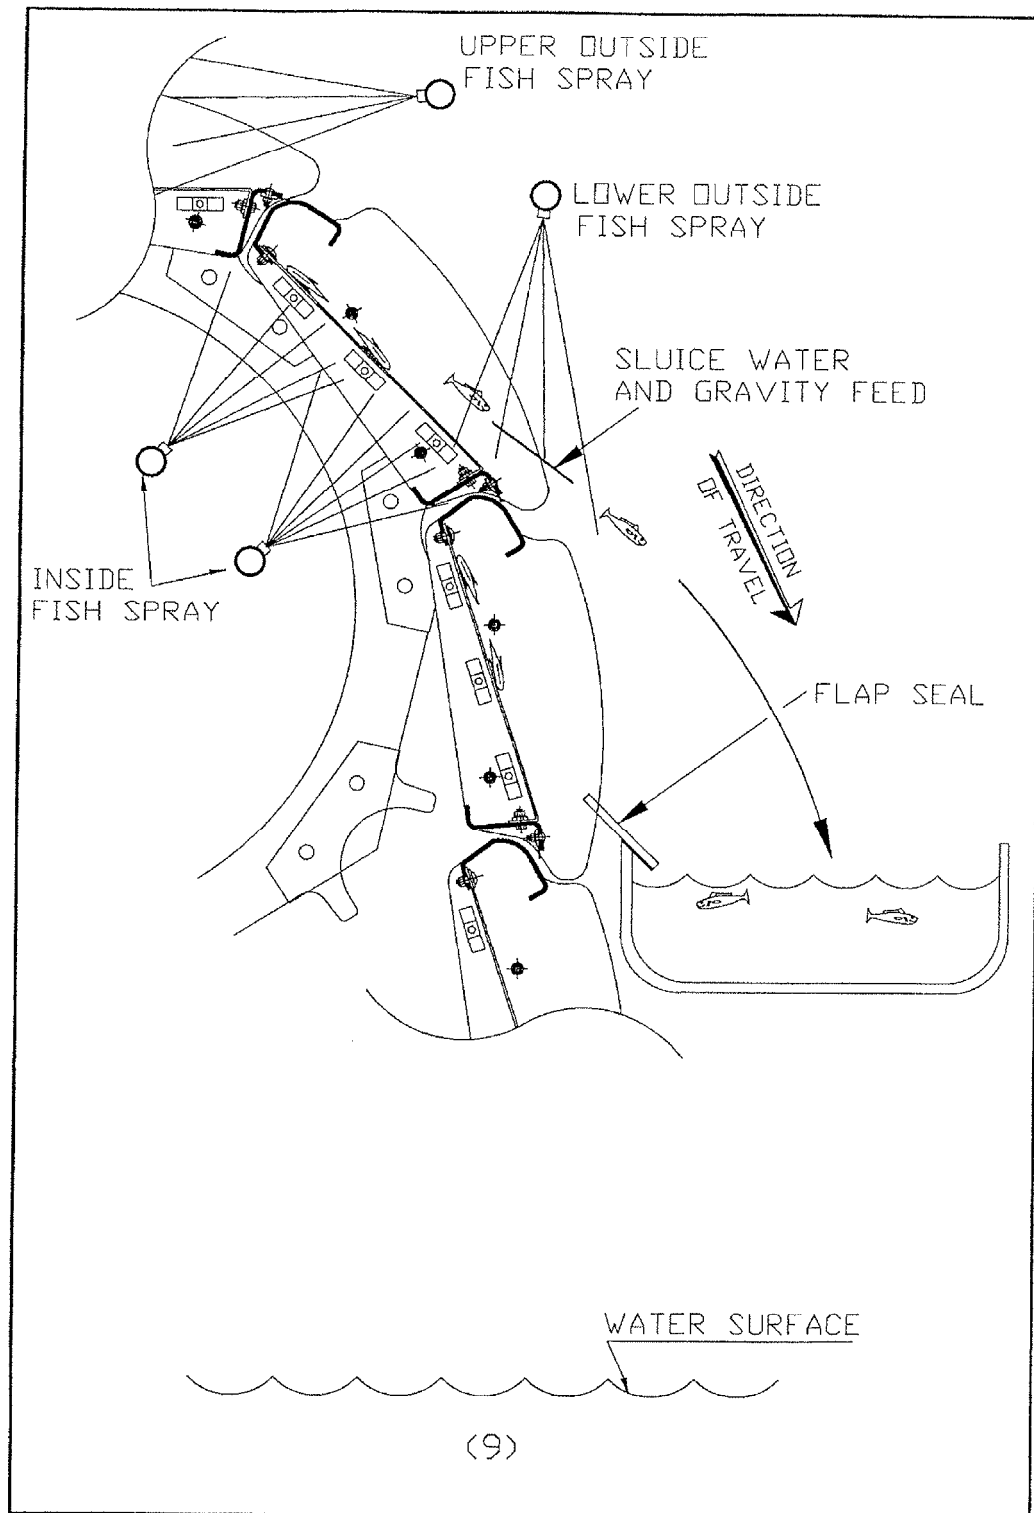 UPPER OUTSIDE
FISH SPRAY
LOWER OUTSIDE
FISH SPRAY
SLUICE WATER
AND GRAVITY FEED
DIRECTION
OF TRAVEL
INSIDE
FISH SPRAY
FLAP SEAL
WATER SURFACE
(9)